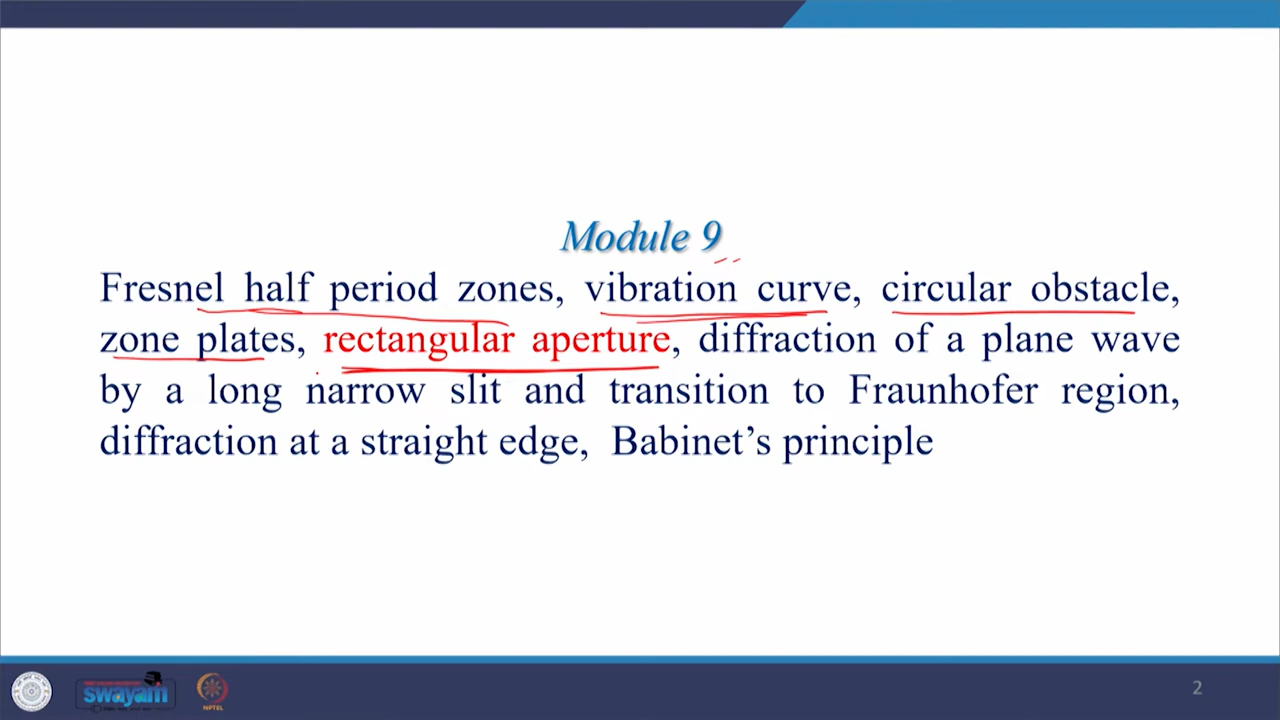 Module 9
Fresnel half period zones, vibration curve, circular obstacle,
zone plates, rectangular aperture, diffraction of a plane wave
by a long narrow slit and transition to Fraunhofer region,
diffraction at a straight edge, Babinet's principle
swayam
NPTEL
2